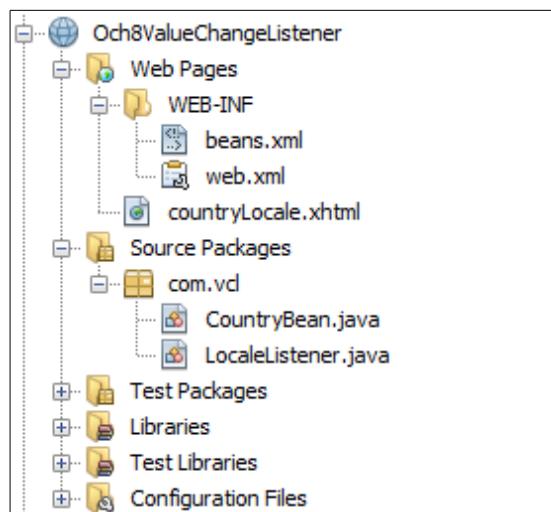 Och8ValueChangeListener
Web Pages
WEB-INF
beans.xml
web.xml
countryLocale.xhtml
Source Packages
com.vcl
CountryBean.java
LocaleListener.java
Test Packages
Libraries
Test Libraries
Configuration Files